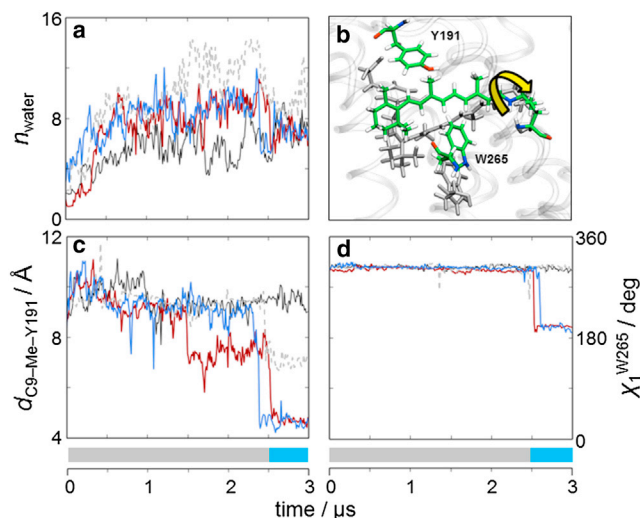 a
16
8
0
n_water
b
Y191
W265
c
12
8
4
d_C9–Me–Y191 / Å
d
360
180
0
χ₁^W265 / deg
0 1 2 3
0 1 2 3
time / μs